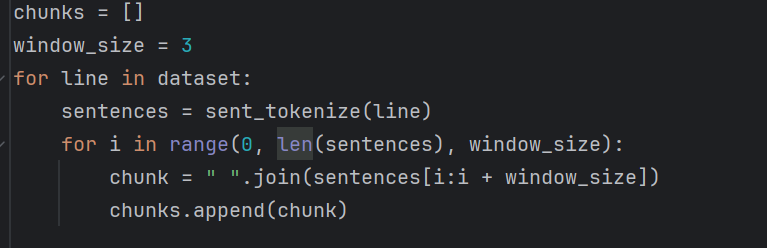 chunks = []
window_size = 3
for line in dataset:
    sentences = sent_tokenize(line)
    for i in range(0, len(sentences), window_size):
        chunk = " ".join(sentences[i:i + window_size])
        chunks.append(chunk)